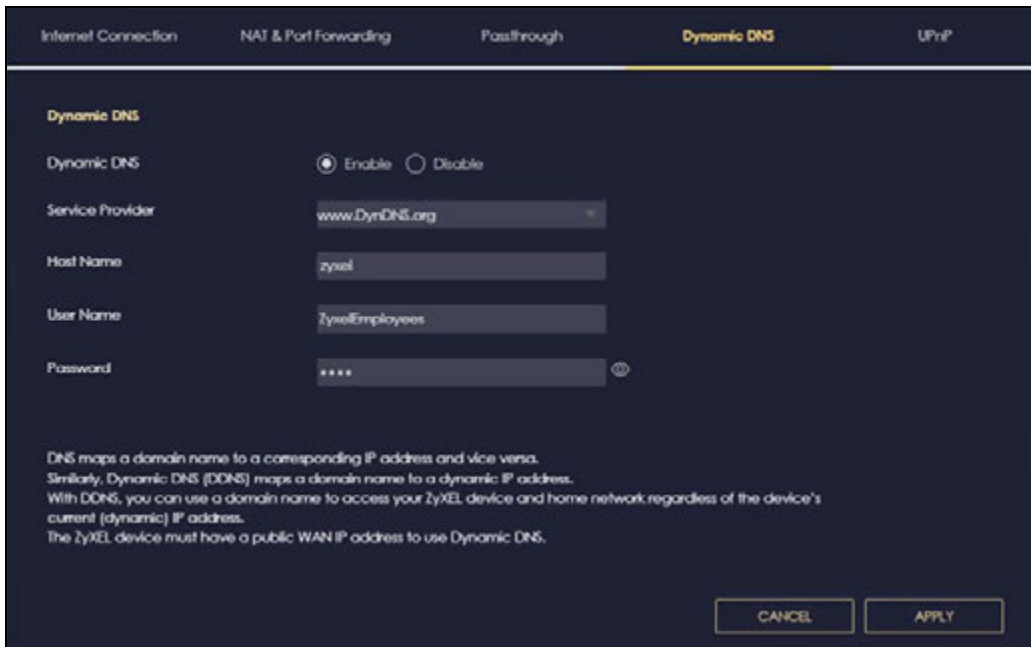 Internet Connection NAT & Port Forwarding Passthrough Dynamic DNS UPnP
Dynamic DNS
Dynamic DNS Enable Disable
Service Provider www.DynDNS.org
Host Name zyxel
User Name ZyxelEmployees
Password ****
DNS maps a domain name to a corresponding IP address and vice versa.
Similarly, Dynamic DNS (DDNS) maps a domain name to a dynamic IP address.
With DDNS, you can use a domain name to access your ZyXEL device and home network regardless of the device's
current (dynamic) IP address.
The ZyXEL device must have a public WAN IP address to use Dynamic DNS.
CANCEL APPLY